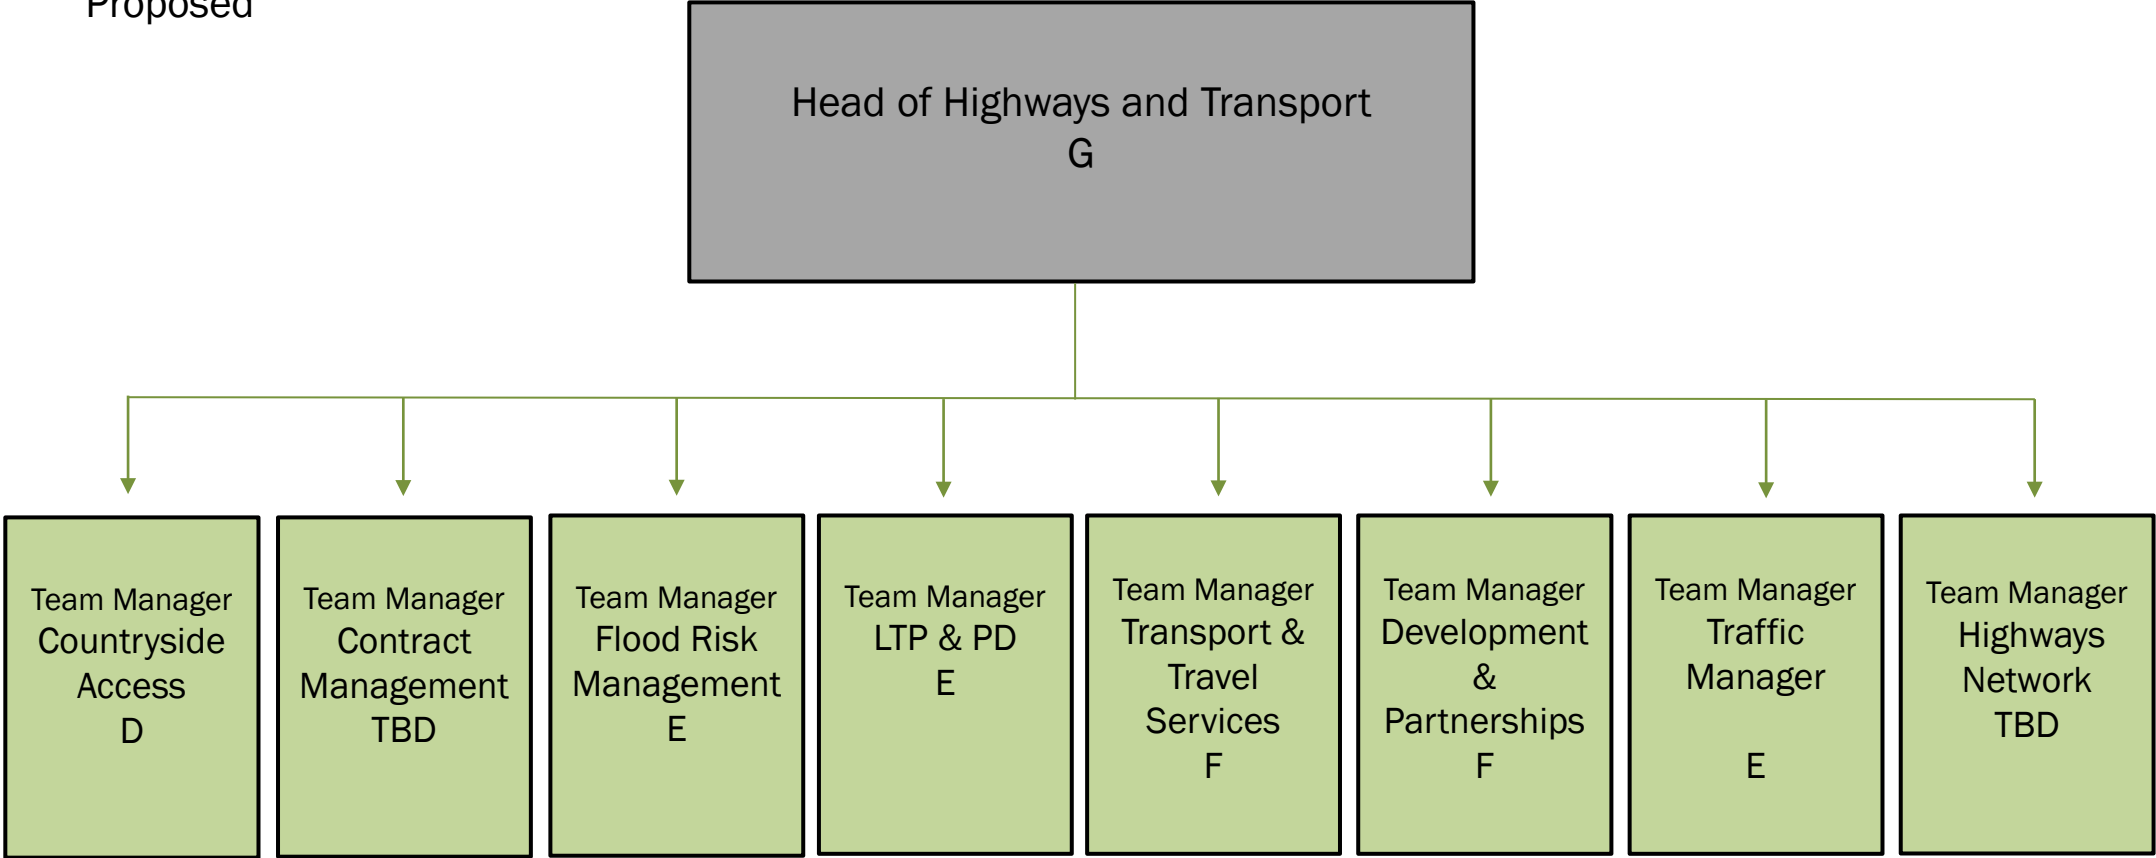 Proposed
Head of Highways and Transport
G
Team Manager
Countryside
Access
D
Team Manager
Contract
Management
TBD
Team Manager
Flood Risk
Management
E
Team Manager
LTP & PD
E
Team Manager
Transport &
Travel
Services
F
Team Manager
Development
&
Partnerships
F
Team Manager
Traffic
Manager
E
Team Manager
Highways
Network
TBD